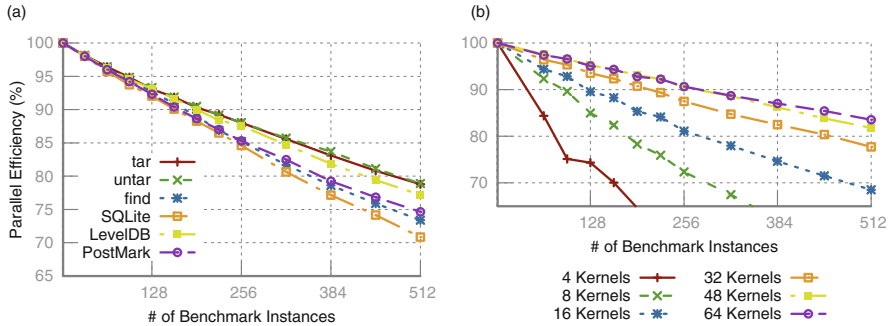 (a)
100
95
90
85
80
75
70
65
Parallel Efficiency (%)
tar
untar
find
SQLite
LevelDB
PostMark
128
256
384
512
# of Benchmark Instances
(b)
100
90
80
70
128
256
384
512
# of Benchmark Instances
4 Kernels
8 Kernels
16 Kernels
32 Kernels
48 Kernels
64 Kernels